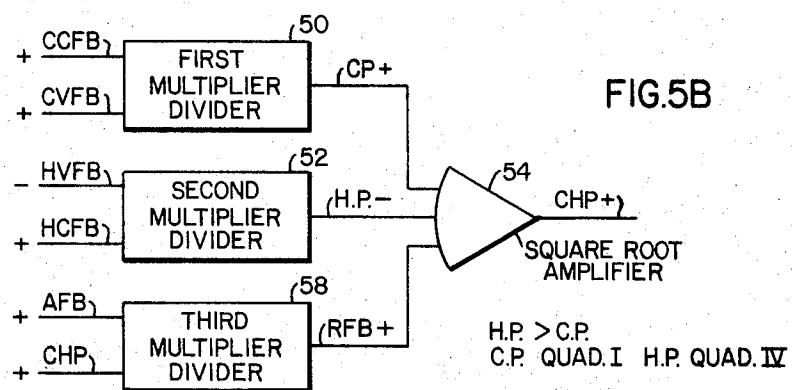 50
+ CCFB
+ CVFB
FIRST
MULTIPLIER
DIVIDER
CP+
FIG.5B
52
- HVFB
+ HCFB
SECOND
MULTIPLIER
DIVIDER
H.P.-
54
CHP+
SQUARE ROOT
AMPLIFIER
58
+ AFB
+ CHP
THIRD
MULTIPLIER
DIVIDER
RFB+
H.P. > C.P.
C.P. QUAD. I H.P. QUAD. IV